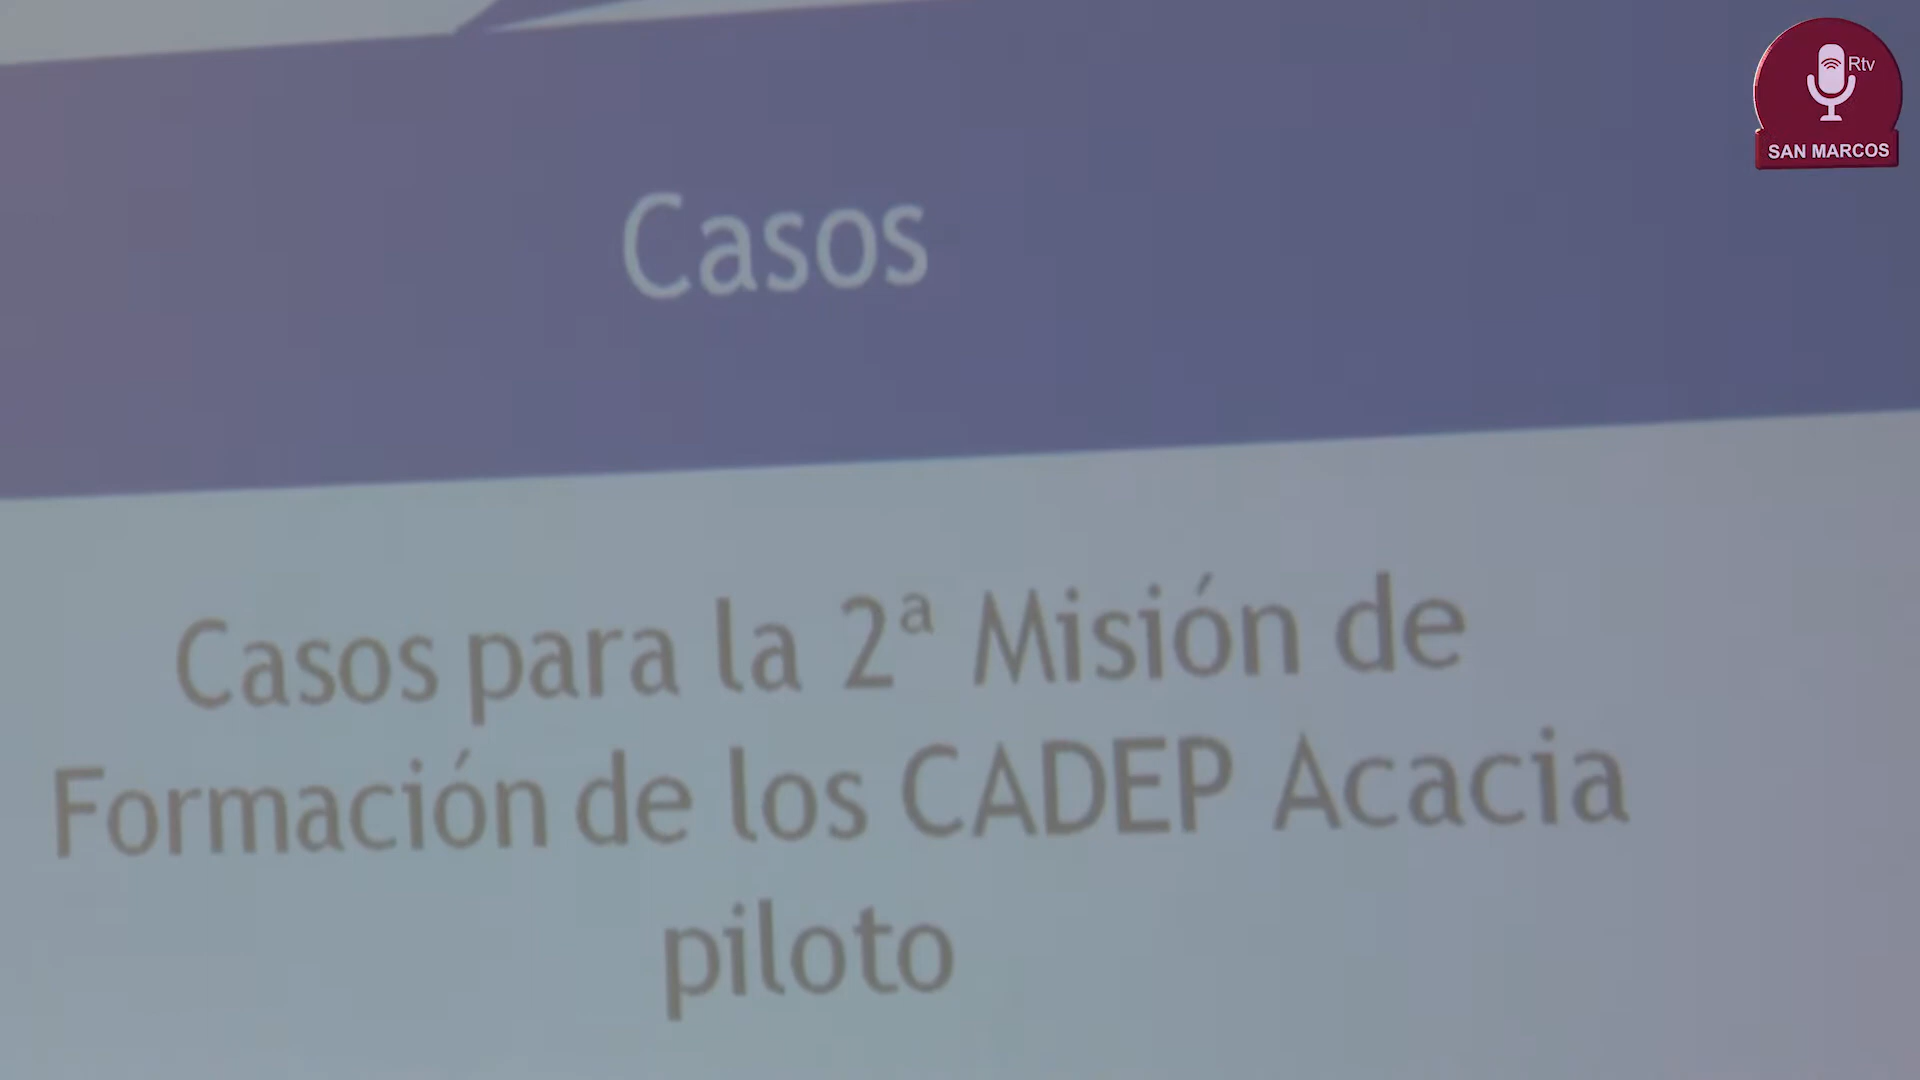 Rtv
SAN MARCOS
Casos
Casos para la 2ª Misión de
Formación de los CADEP Acacia
piloto